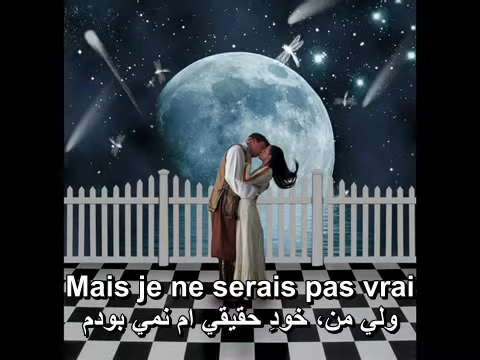 Mais je ne serais pas vrai
ولي من، خودِ حقيقي ام نمي بودم